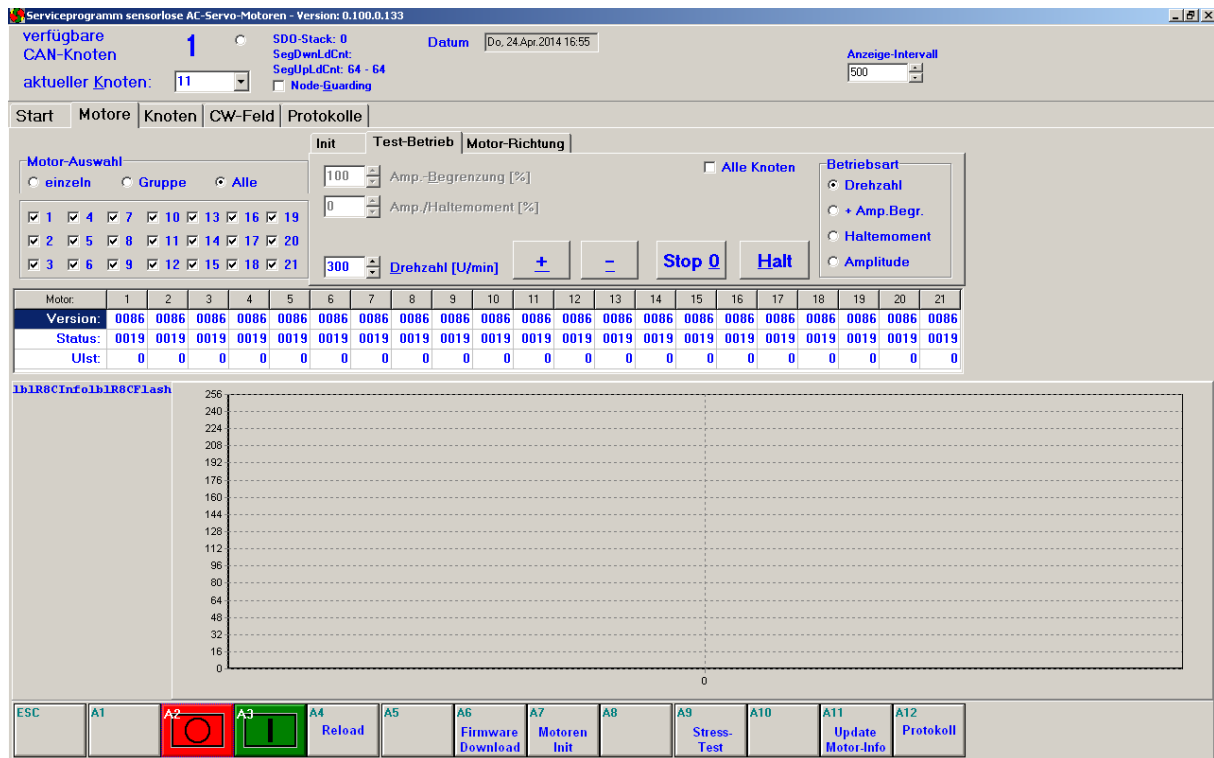 Serviceprogramm sensorlose AC-Servo-Motoren - Version: 0.100.0.133
verfügbare
CAN-Knoten
1
SDO-Stack: 0
SegDwnLdCnt:
SegUpLdCnt: 64 - 64
Node-Guarding
Datum
Do, 24.Apr.2014 16:55
Anzeige-Intervall
500
aktueller Knoten:
11
Start Motore Knoten CW-Feld Protokolle
Init Test-Betrieb Motor-Richtung
Motor-Auswahl
einzeln Gruppe Alle
1 4 7 10 13 16 19
2 5 8 11 14 17 20
3 6 9 12 15 18 21
100 Amp.-Begrenzung [%]
0 Amp./Haltemoment [%]
300 Drehzahl [U/min]
+ - Stop 0 Halt
Alle Knoten
Betriebsart
Drehzahl
+ Amp.Begr.
Haltemoment
Amplitude
Motor: 1 2 3 4 5 6 7 8 9 10 11 12 13 14 15 16 17 18 19 20 21
Version: 0086 0086 0086 0086 0086 0086 0086 0086 0086 0086 0086 0086 0086 0086 0086 0086 0086 0086 0086 0086 0086
Status: 0019 0019 0019 0019 0019 0019 0019 0019 0019 0019 0019 0019 0019 0019 0019 0019 0019 0019 0019 0019 0019
UIst: 0 0 0 0 0 0 0 0 0 0 0 0 0 0 0 0 0 0 0 0 0
lblR8CInfolblR8CFlash
256
240
224
208
192
176
160
144
128
112
96
80
64
48
32
16
0
0
ESC
A1
A2
A3
A4
Reload
A5
A6
Firmware
Download
A7
Motoren
Init
A8
A9
Stress-
Test
A10
A11
Update
Motor-Info
A12
Protokoll